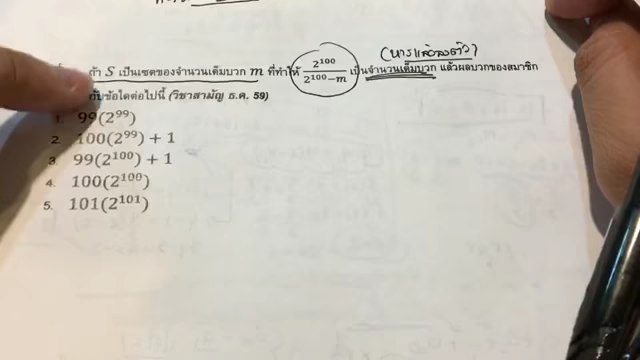 (หารแล้วลงตัว)
ถ้า S เป็นเซตของจำนวนเต็มบวก m ที่ทำให้ 2^100 / (2^100−m) เป็นจำนวนเต็มบวก แล้วผลบวกของสมาชิก
กับข้อใดต่อไปนี้ (วิชาสามัญ ธ.ค. 59)
1. 99(2^99)
2. 100(2^99) + 1
3. 99(2^100) + 1
4. 100(2^100)
5. 101(2^101)